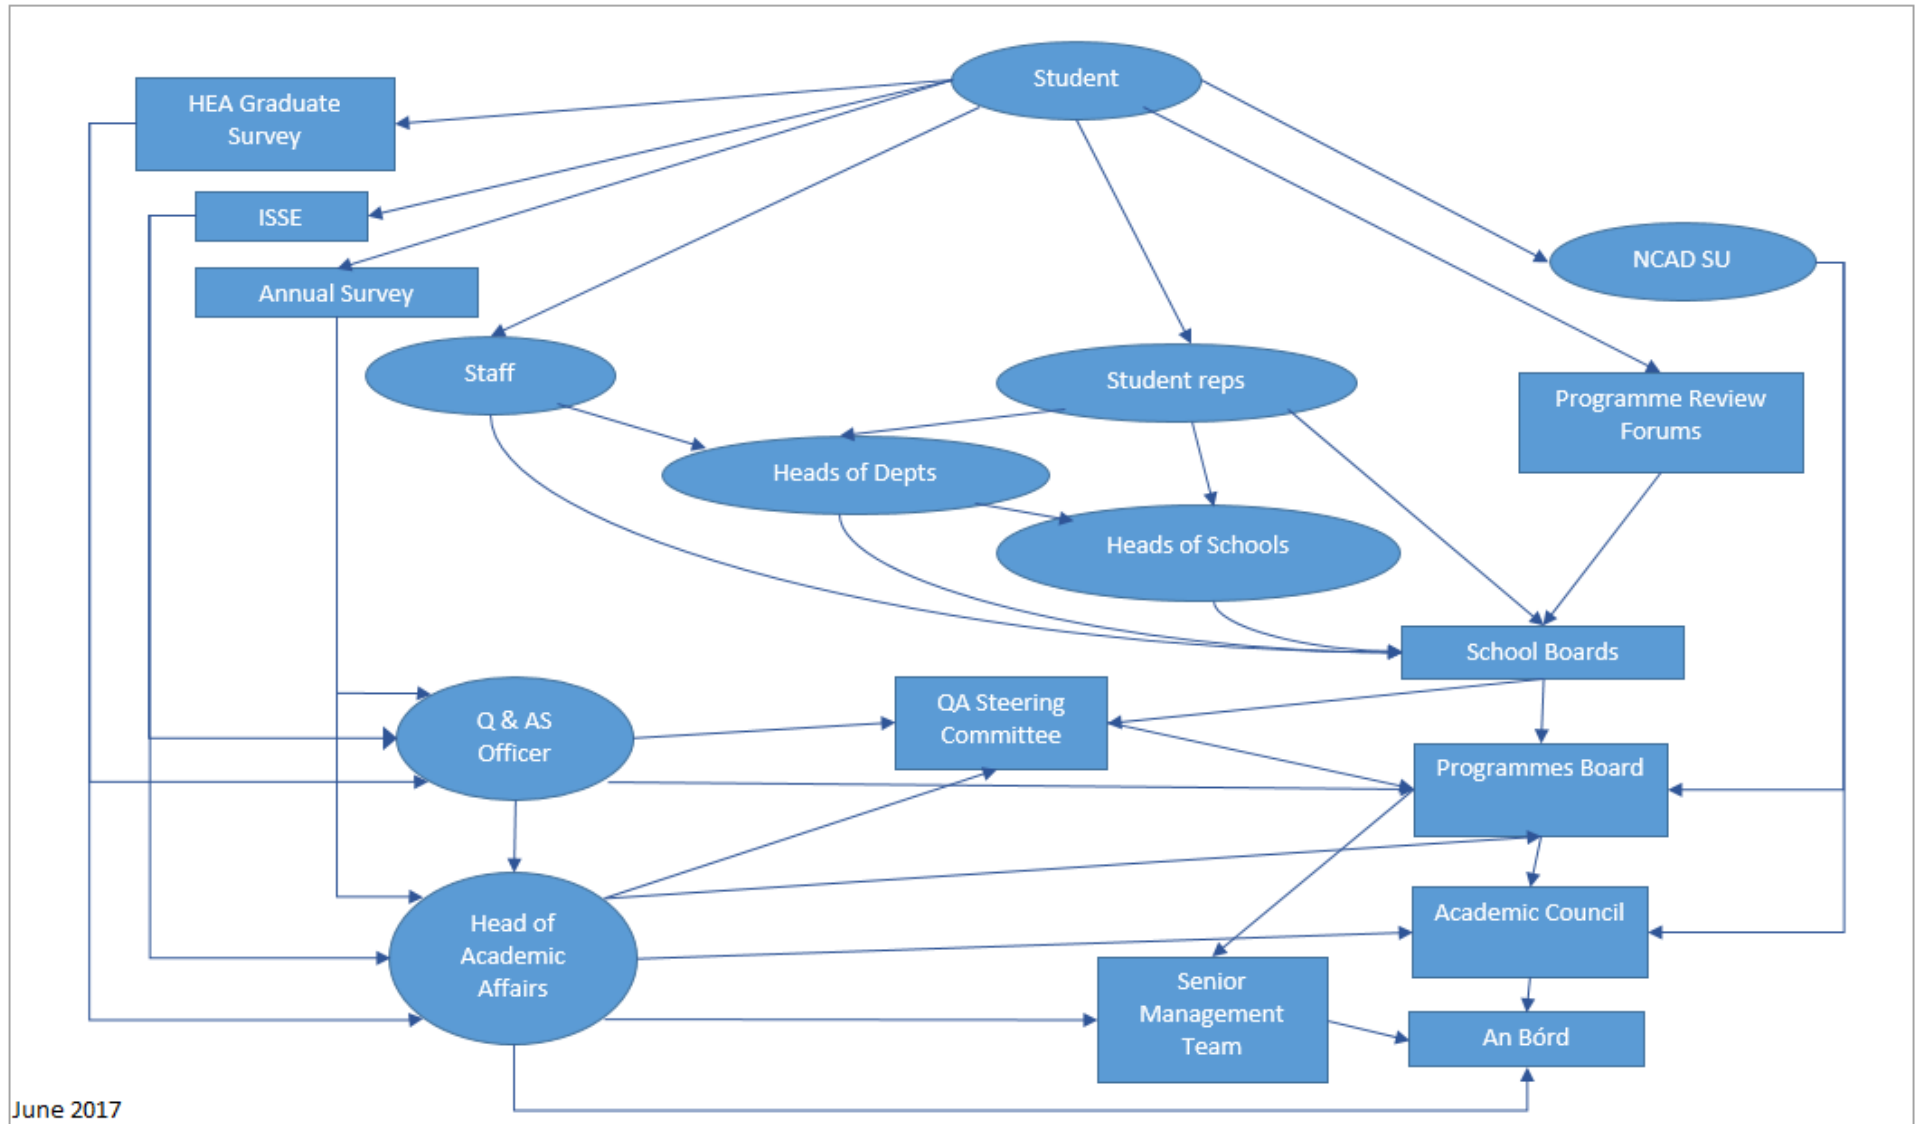 Student
HEA Graduate
Survey
ISSE
NCAD SU
Annual Survey
Staff
Student reps
Programme Review
Forums
Heads of Depts
Heads of Schools
School Boards
QA Steering
Committee
Q & AS
Officer
Programmes Board
Academic Council
Head of
Academic
Affairs
Senior
Management
Team
An Bórd
June 2017